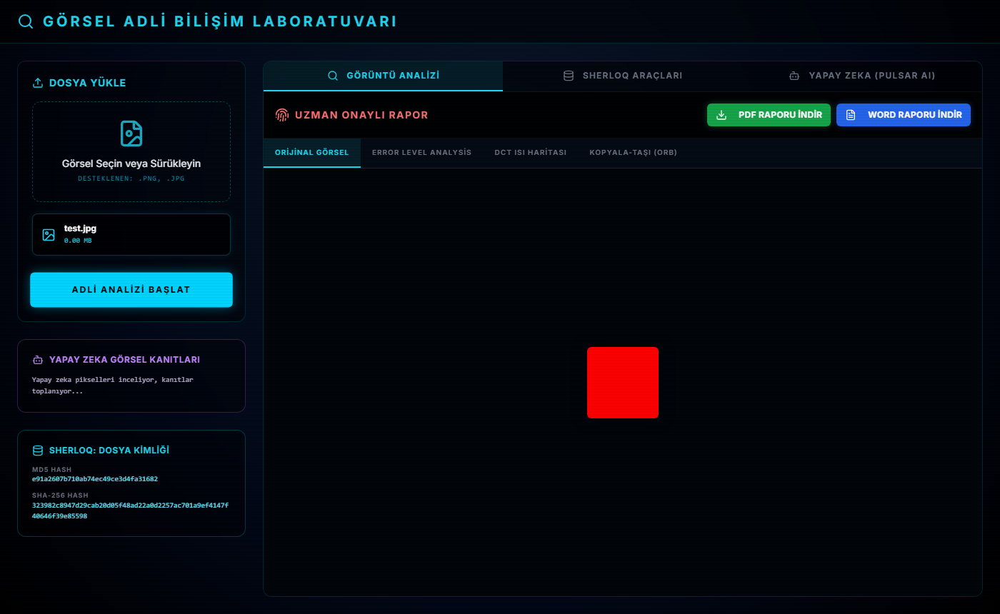 GÖRSEL ADLİ BİLİŞİM LABORATUVARI
DOSYA YÜKLE
Görsel Seçin veya Sürükleyin
DESTEKLENEN: .PNG, .JPG
test.jpg
0.00 MB
ADLİ ANALİZİ BAŞLAT
YAPAY ZEKA GÖRSEL KANITLARI
Yapay zeka pikselleri inceliyor, kanıtlar
toplanıyor...
SHERLOQ: DOSYA KİMLİĞİ
MD5 HASH
e91a2607b710ab74ec49ce3d4fa31682
SHA-256 HASH
323982c8947d29cab20d05f48ad22a0d2257ac701a9ef4147f
40646f39e85598
GÖRÜNTÜ ANALİZİ
SHERLOQ ARAÇLARI
YAPAY ZEKA (PULSAR AI)
UZMAN ONAYLI RAPOR
PDF RAPORU İNDİR
WORD RAPORU İNDİR
ORİJİNAL GÖRSEL
ERROR LEVEL ANALYSIS
DCT ISI HARİTASI
KOPYALA-TAŞI (ORB)